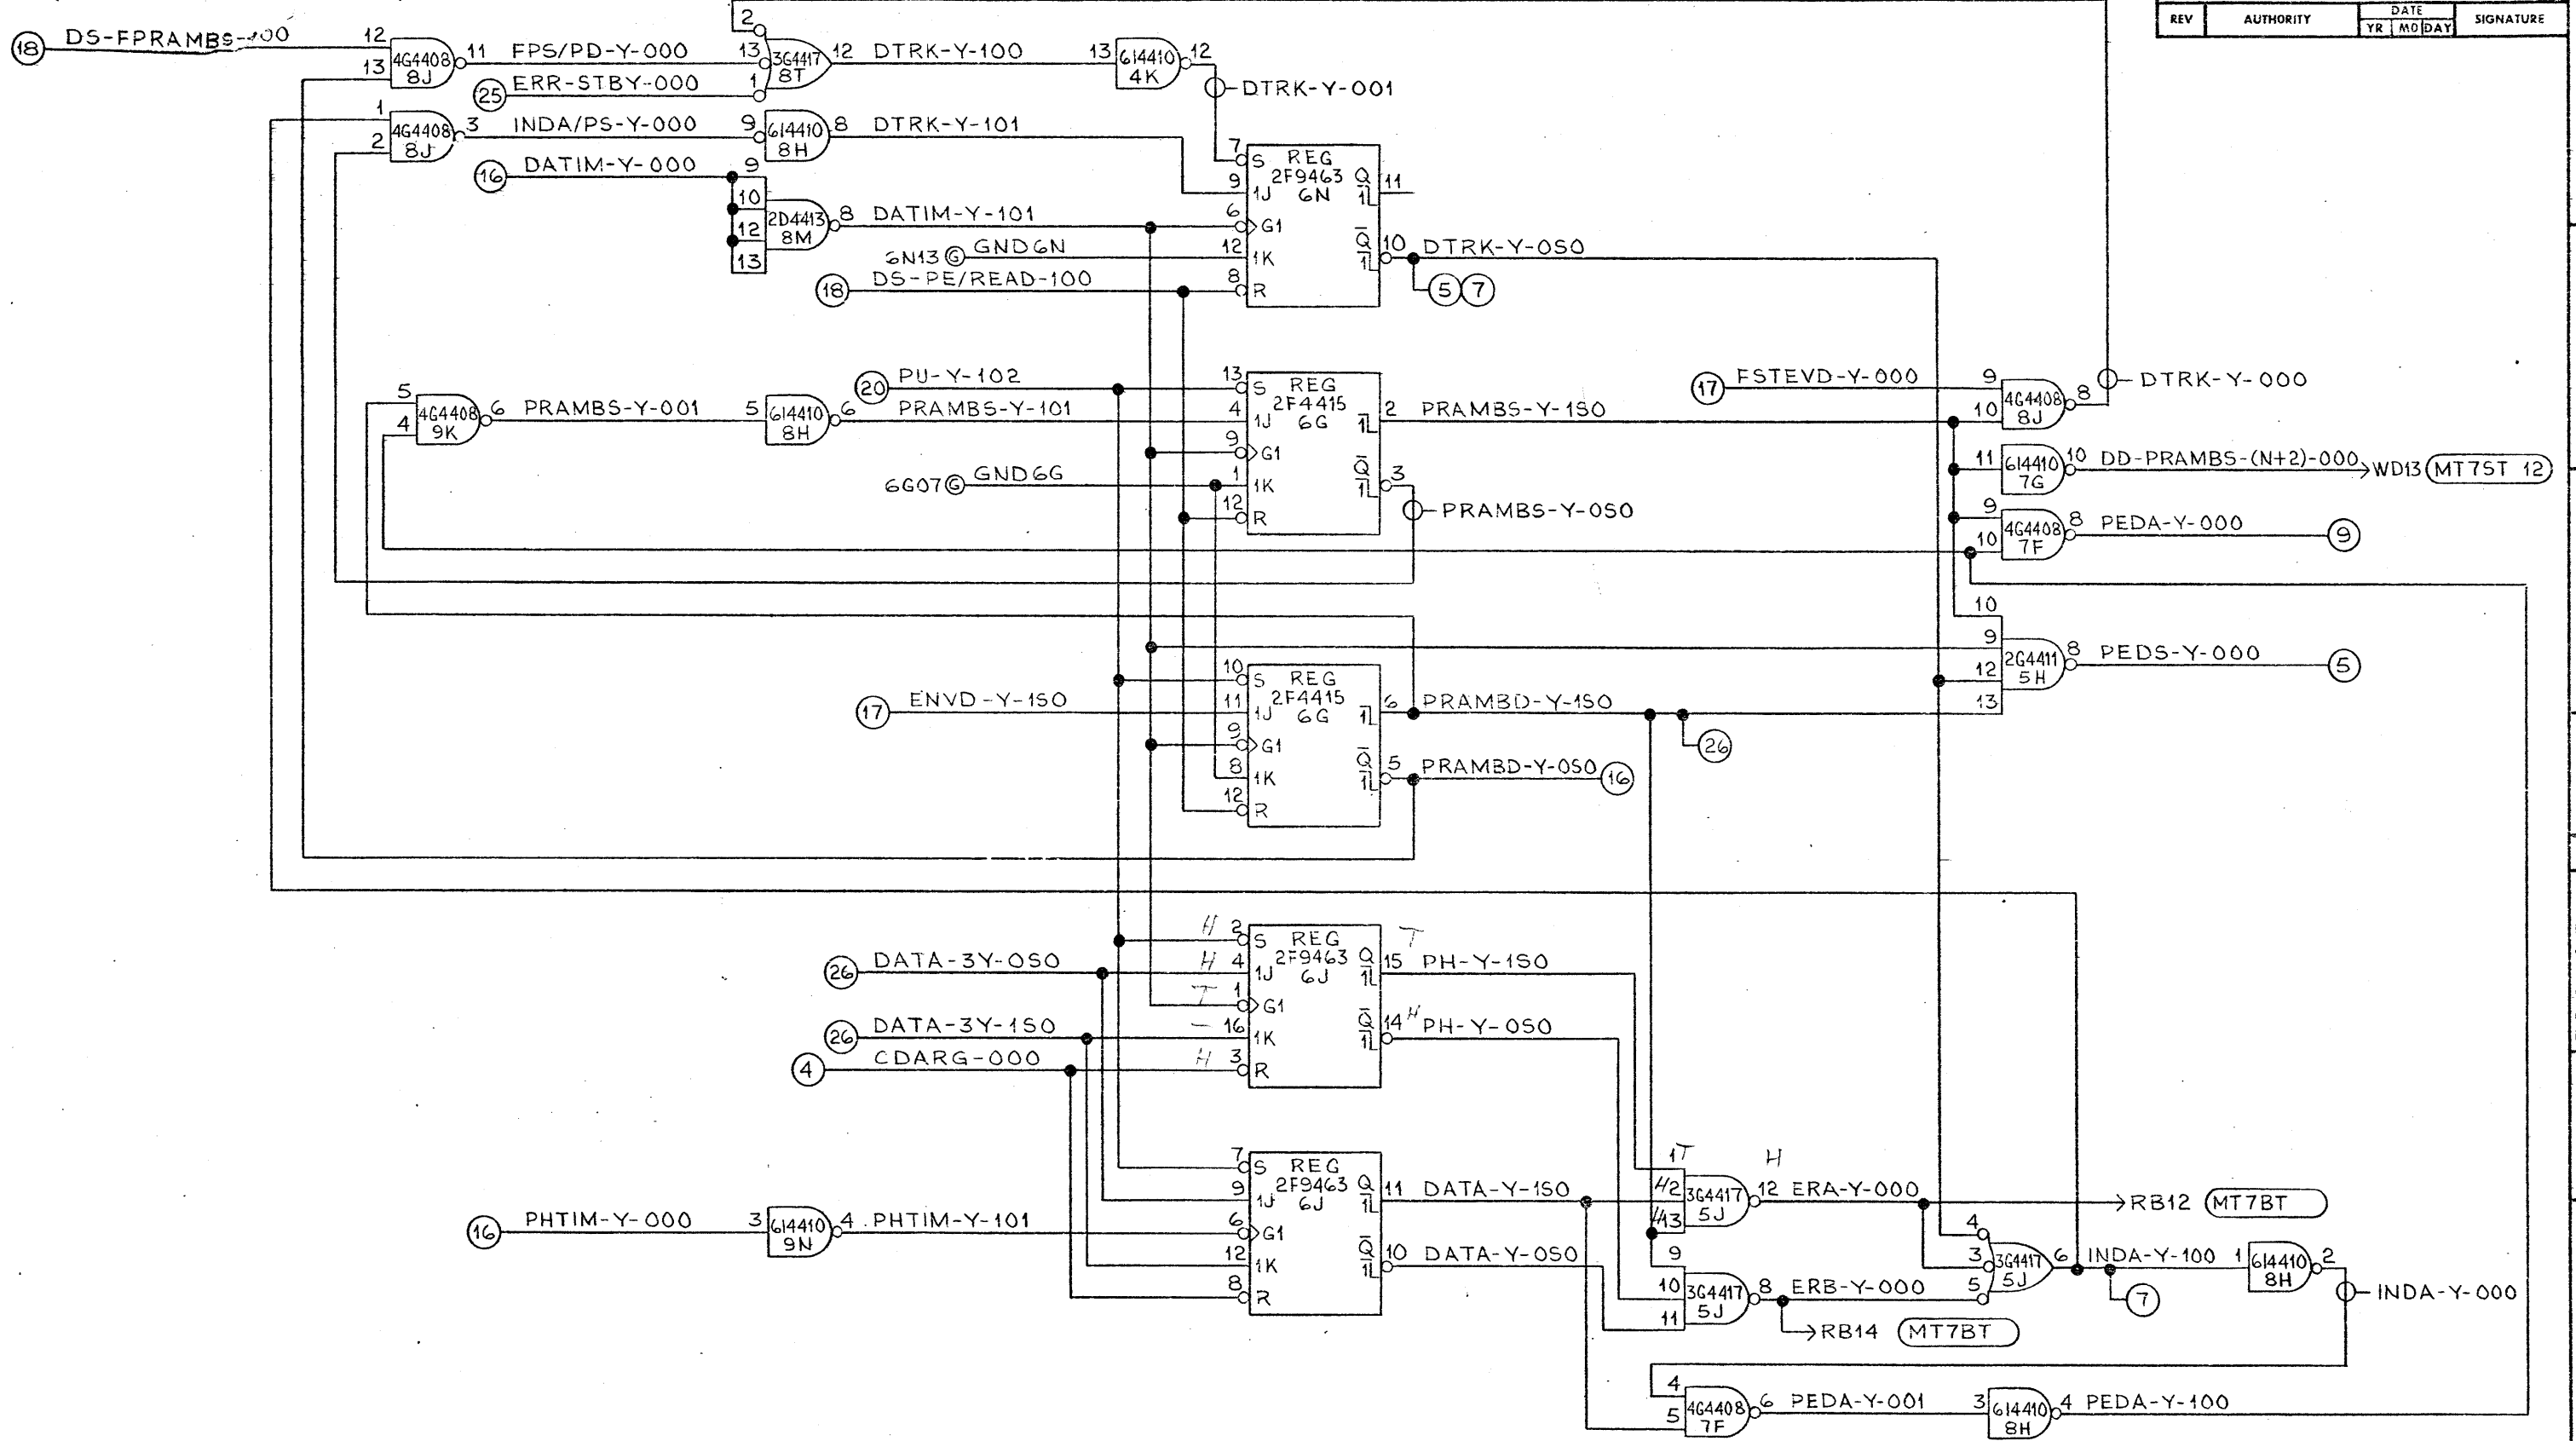 REV AUTHORITY DATE YR MO DAY SIGNATURE
18 DS-FPRAMBS-100 12 13 4G4408 8J 11 FPS/PD-Y-000 13 2 1 3G4417 8T 12 DTRK-Y-100 13 6I4410 4K 12 DTRK-Y-001
25 ERR-STBY-000
1 2 4G4408 8J 3 INDA/PS-Y-000 9 6I4410 8H 8 DTRK-Y-101
16 DATIM-Y-000 9 10 12 13 2D4413 8M 8 DATIM-Y-101
6N13 G GND6N
18 DS-PE/READ-100
7 S 9 1J 6 G1 12 1K 8 R REG 2F9463 6N Q 1L 11 Q 1L 10 DTRK-Y-0S0
5 7
20 PU-Y-102
5 4 4G4408 9K 6 PRAMBS-Y-001 5 6I4410 8H 6 PRAMBS-Y-101
6G07 G GND6G
13 S 4 1J 9 G1 1 1K 12 R REG 2F4415 6G 1L 2 PRAMBS-Y-1S0
Q 1L 3 PRAMBS-Y-0S0
17 FSTEVD-Y-000 9 10 4G4408 8J 8 DTRK-Y-000
11 6I4410 7G 10 DD-PRAMBS-(N+2)-000 WD13 MT7ST 12
9 10 4G4408 7F 8 PEDA-Y-000 9
10 9 12 13 2G4411 5H 8 PEDS-Y-000 5
17 ENVD-Y-1S0
10 S 11 1J 9 G1 8 1K 12 R REG 2F4415 6G 1L 6 PRAMBD-Y-1S0
26
Q 1L 5 PRAMBD-Y-0S0 16
26 DATA-3Y-0S0
26 DATA-3Y-1S0
4 CDARG-000
H 2 S H 4 1J T 1 G1 - 16 1K H 3 R REG 2F9463 6J Q 1L 15 T PH-Y-1S0
Q 1L 14 H PH-Y-0S0
16 PHTIM-Y-000 3 6I4410 9N 4 PHTIM-Y-101
7 S 9 1J 6 G1 12 1K 8 R REG 2F9463 6J Q 1L 11 DATA-Y-1S0
Q 1L 10 DATA-Y-0S0
1 T H 2 H 13 3G4417 5J H 12 ERA-Y-000 RB12 MT7BT
9 10 11 3G4417 5J 8 ERB-Y-000
RB14 MT7BT
4 3 5 3G4417 5J 6 INDA-Y-100 1 6I4410 8H 2 INDA-Y-000
7
4 5 4G4408 7F 6 PEDA-Y-001 3 6I4410 8H 4 PEDA-Y-100